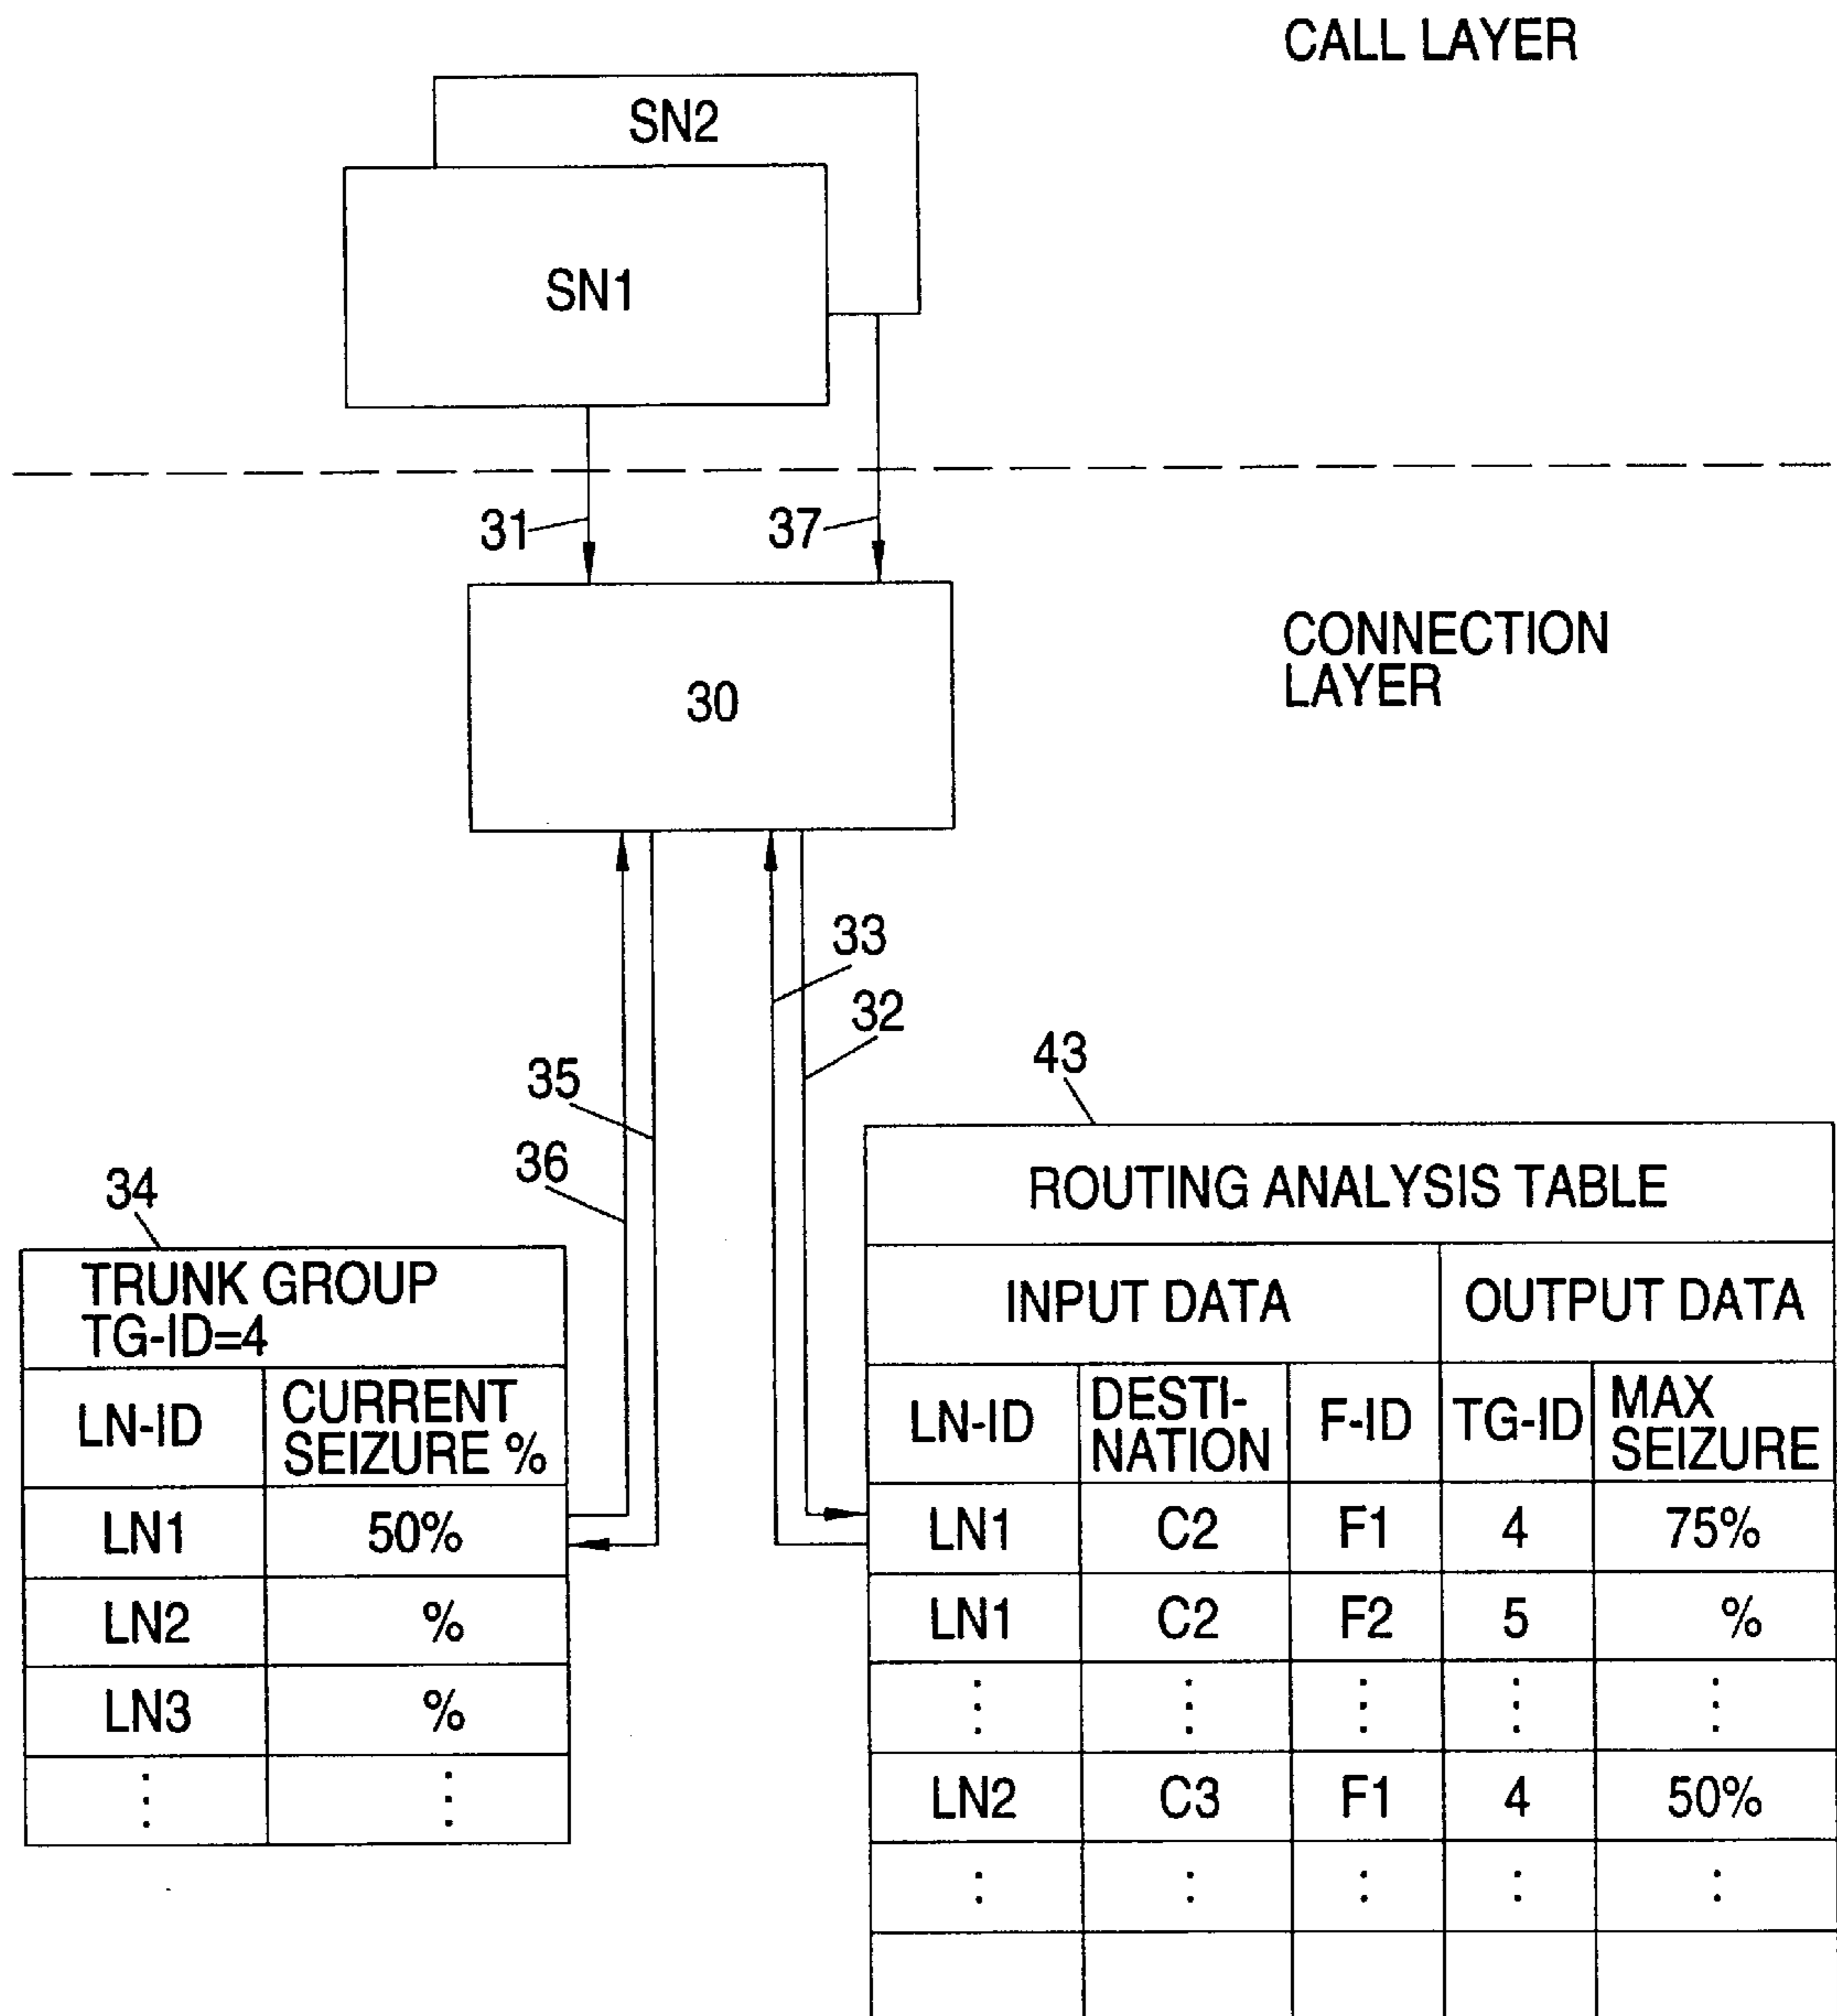 CALL LAYER
SN2
SN1
31
37
30
CONNECTION
LAYER
33
32
35
36
34
43
TRUNK GROUP
TG-ID=4
LN-ID
CURRENT
SEIZURE %
LN1
50%
LN2
%
LN3
%
ROUTING ANALYSIS TABLE
INPUT DATA
OUTPUT DATA
LN-ID
DESTI-
NATION
F-ID
TG-ID
MAX
SEIZURE
LN1
C2
F1
4
75%
LN1
C2
F2
5
%
LN2
C3
F1
4
50%